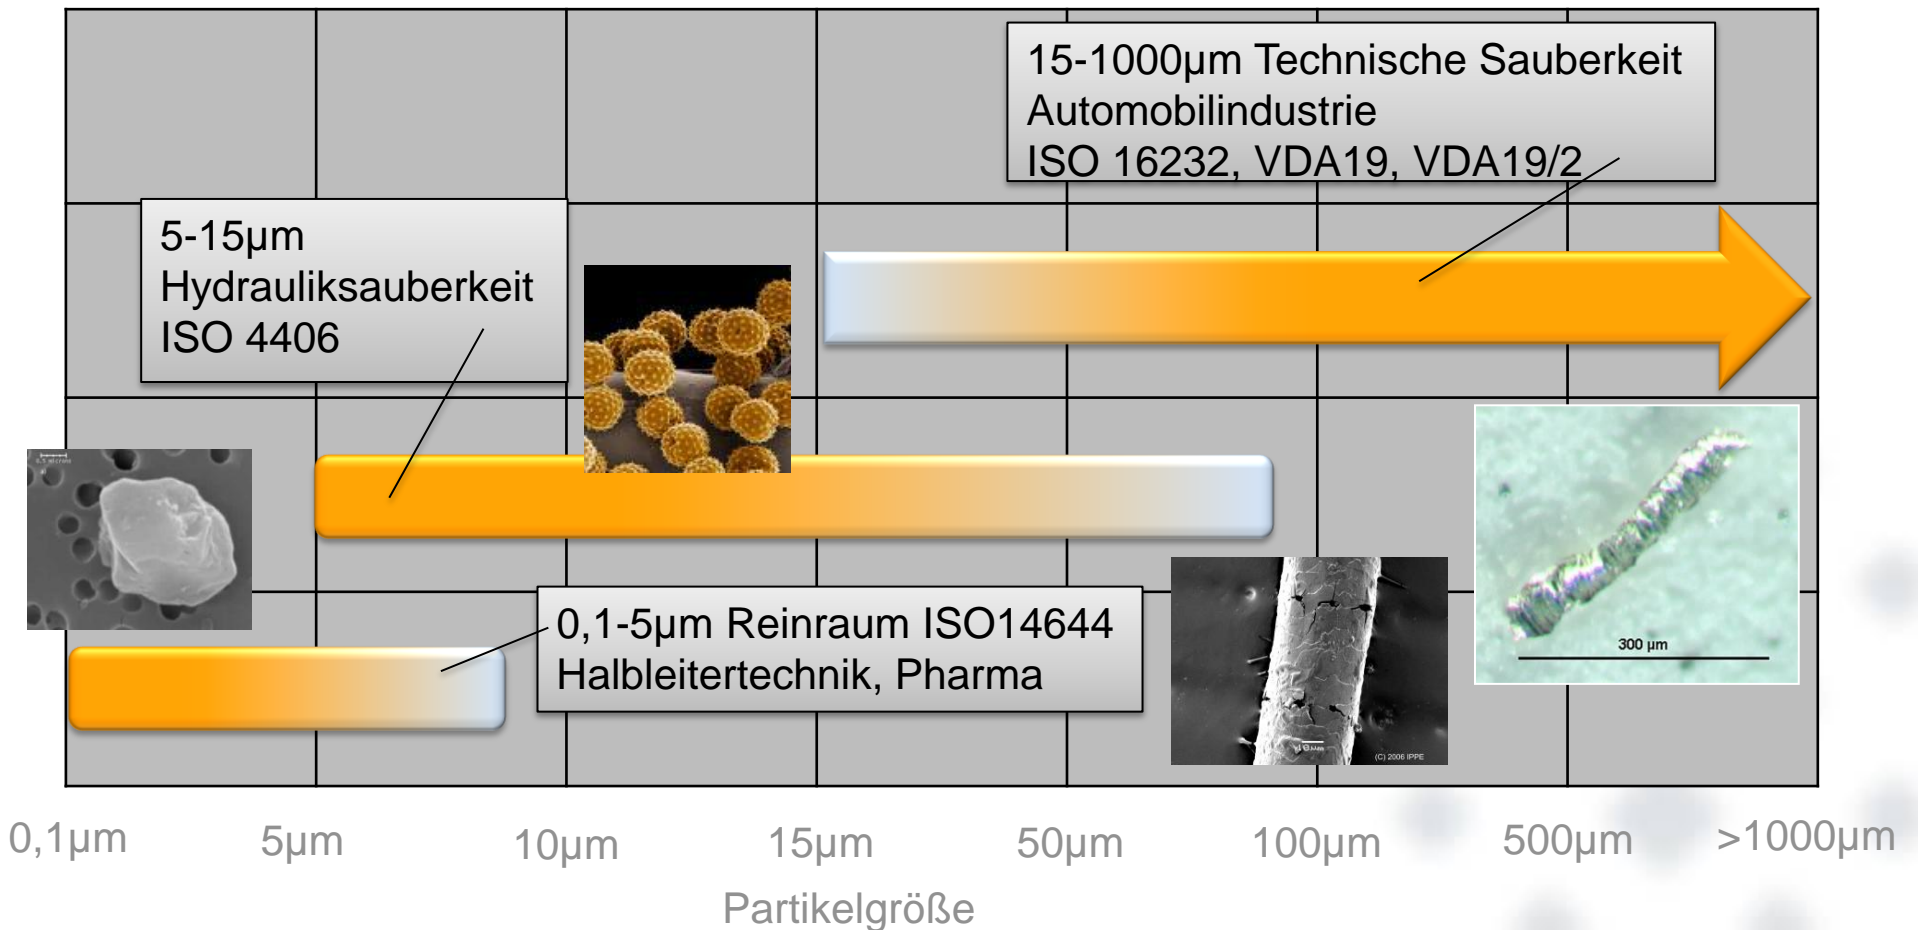 15-1000µm Technische Sauberkeit
Automobilindustrie
ISO 16232, VDA19, VDA19/2
5-15µm
Hydrauliksauberkeit
ISO 4406
0,1-5µm Reinraum ISO14644
Halbleitertechnik, Pharma
300 µm
(C) 2006 IPPE
0,1µm
5µm
10µm
15µm
50µm
100µm
500µm
>1000µm
Partikelgröße